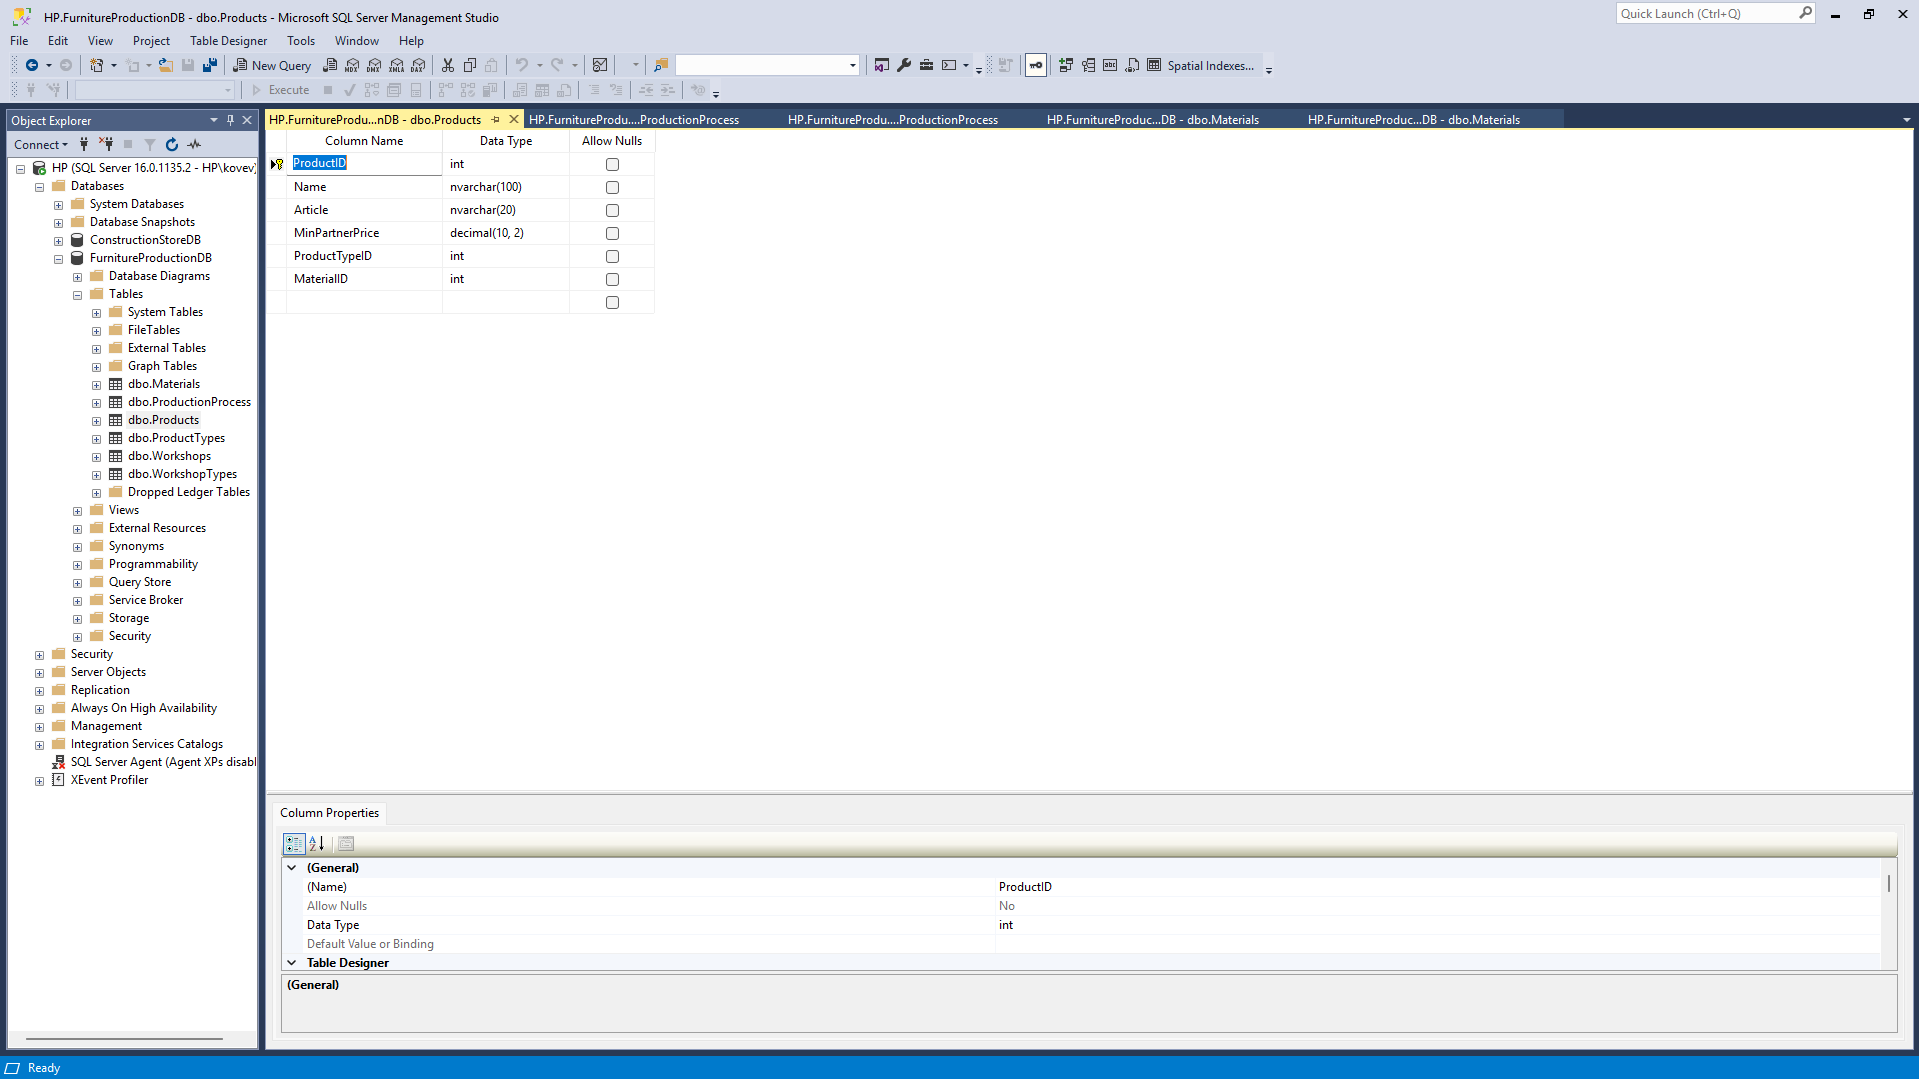 HP.FurnitureProductionDB - dbo.Products - Microsoft SQL Server Management Studio
Quick Launch (Ctrl+Q)
File Edit View Project Table Designer Tools Window Help
New Query
MDX DMX XMLA DAX
Spatial Indexes...
Execute
Object Explorer
HP.FurnitureProdu...nDB - dbo.Products
HP.FurnitureProdu....ProductionProcess
HP.FurnitureProdu....ProductionProcess
HP.FurnitureProduc...DB - dbo.Materials
HP.FurnitureProduc...DB - dbo.Materials
Connect
HP (SQL Server 16.0.1135.2 - HP\kovev)
Databases
System Databases
Database Snapshots
ConstructionStoreDB
FurnitureProductionDB
Database Diagrams
Tables
System Tables
FileTables
External Tables
Graph Tables
dbo.Materials
dbo.ProductionProcess
dbo.Products
dbo.ProductTypes
dbo.Workshops
dbo.WorkshopTypes
Dropped Ledger Tables
Views
External Resources
Synonyms
Programmability
Query Store
Service Broker
Storage
Security
Security
Server Objects
Replication
Always On High Availability
Management
Integration Services Catalogs
SQL Server Agent (Agent XPs disabl
XEvent Profiler
Column Name Data Type Allow Nulls
ProductID int
Name nvarchar(100)
Article nvarchar(20)
MinPartnerPrice decimal(10, 2)
ProductTypeID int
MaterialID int
Column Properties
(General)
(Name) ProductID
Allow Nulls No
Data Type int
Default Value or Binding
Table Designer
(General)
Ready